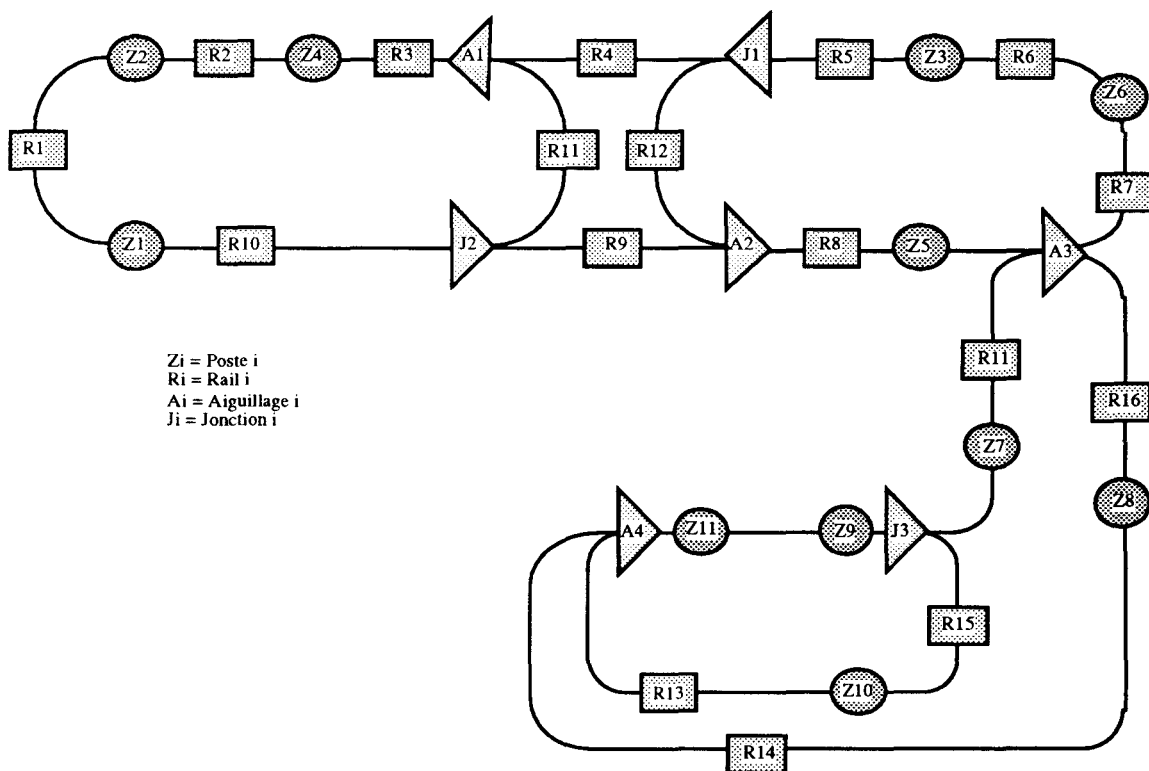 Z2 R2 Z4 R3 A1 R4 J1 R5 Z3 R6
Z6
R1 R11 R12
R7
Z1 R10 J2 R9 A2 R8 Z5 A3
Zi = Poste i
Ri = Rail i
Ai = Aiguillage i
Ji = Jonction i
R11
R16
Z7
Z8
A4 Z11 Z9 J3
R15
R13 Z10
R14